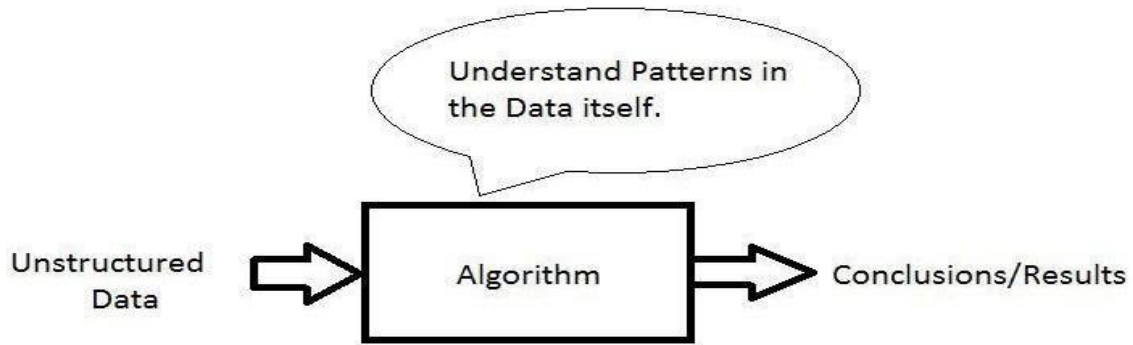 Understand Patterns in
the Data itself.
Unstructured
Data
Algorithm
Conclusions/Results